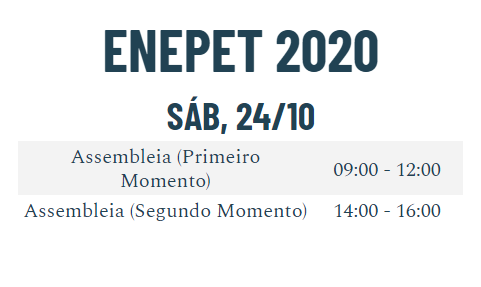 ENEPET 2020
SÁB, 24/10
Assembleia (Primeiro
Momento)
09:00 - 12:00
Assembleia (Segundo Momento)
14:00 - 16:00